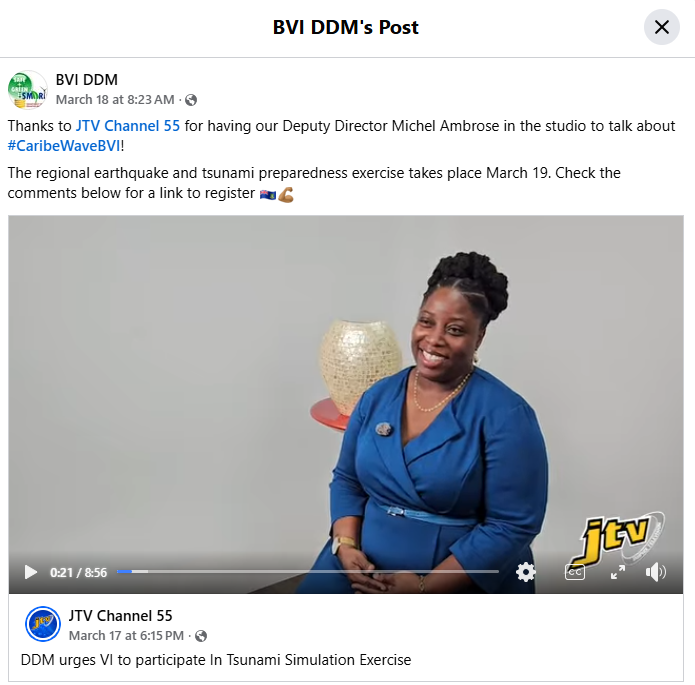 BVI DDM's Post
BVI DDM
March 18 at 8:23 AM ·
Thanks to JTV Channel 55 for having our Deputy Director Michel Ambrose in the studio to talk about
#CaribeWaveBVI!
The regional earthquake and tsunami preparedness exercise takes place March 19. Check the
comments below for a link to register 🇻🇬💪🏽
jtv
0:21 / 8:56
CC
JTV Channel 55
March 17 at 6:15 PM ·
DDM urges VI to participate In Tsunami Simulation Exercise